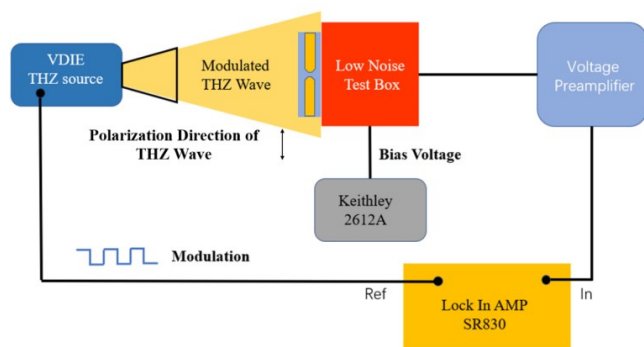 VDIE
THZ source
Modulated
THZ Wave
Low Noise
Test Box
Voltage
Preamplifier
Polarization Direction of
THZ Wave
Bias Voltage
Keithley
2612A
Modulation
Ref
In
Lock In AMP
SR830